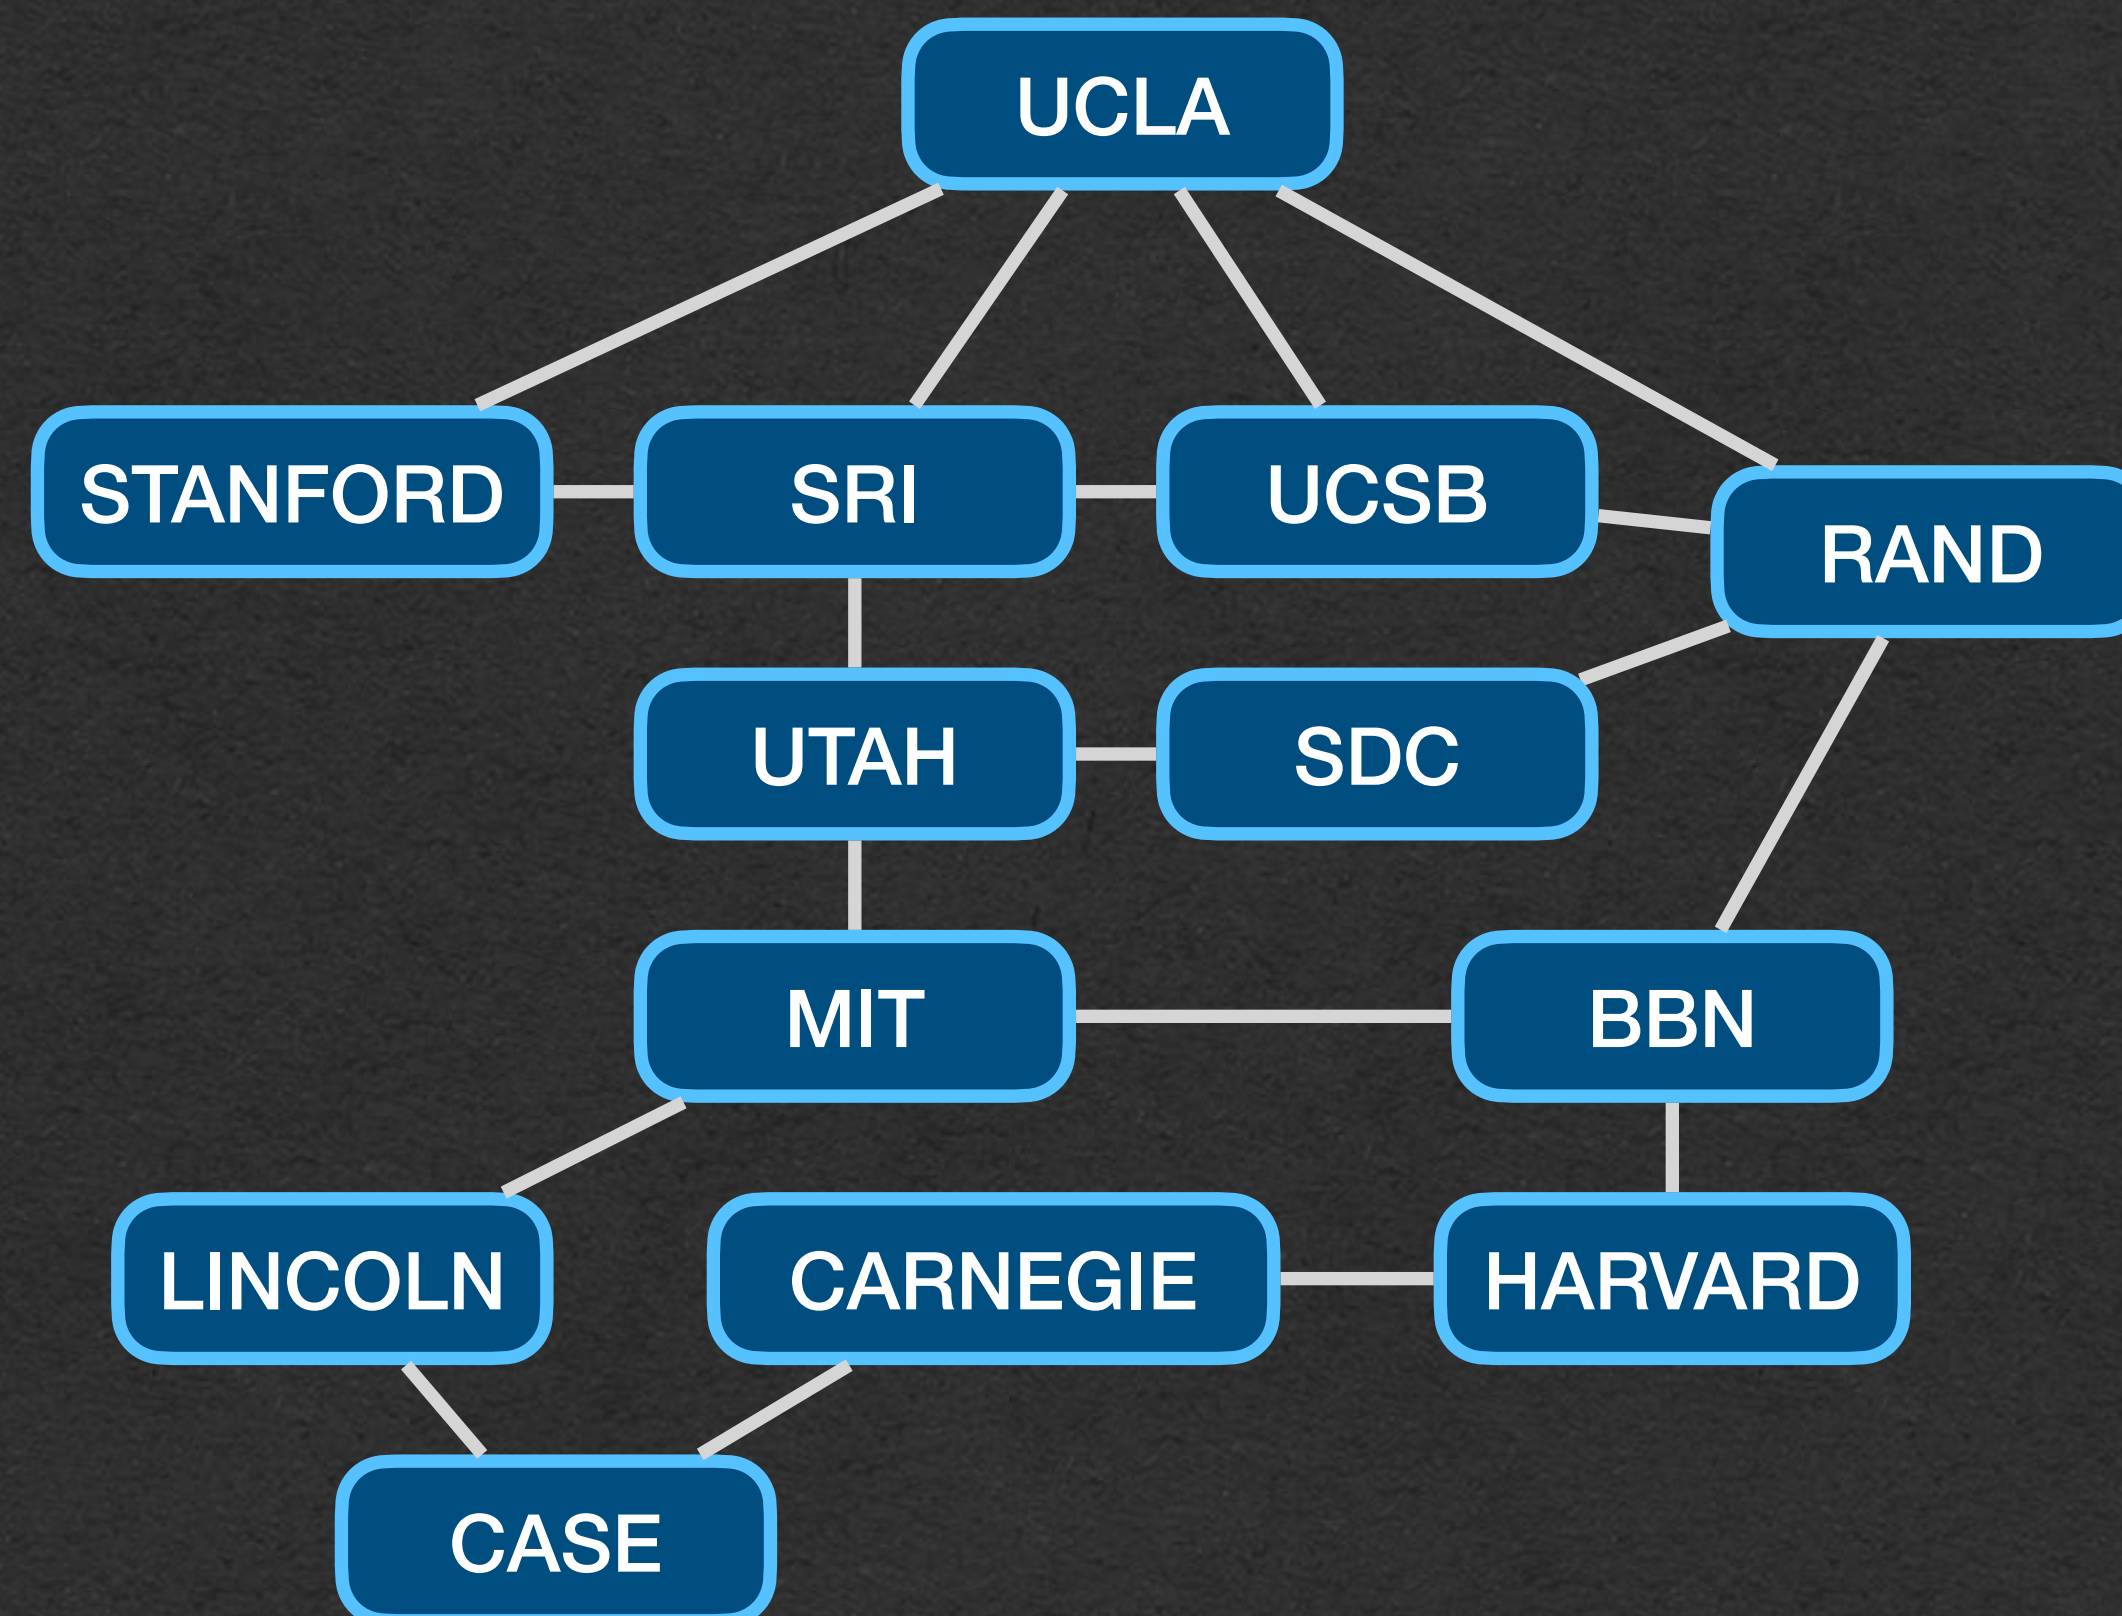 UCLA
STANFORD
SRI
UCSB
RAND
UTAH
SDC
MIT
BBN
LINCOLN
CARNEGIE
HARVARD
CASE